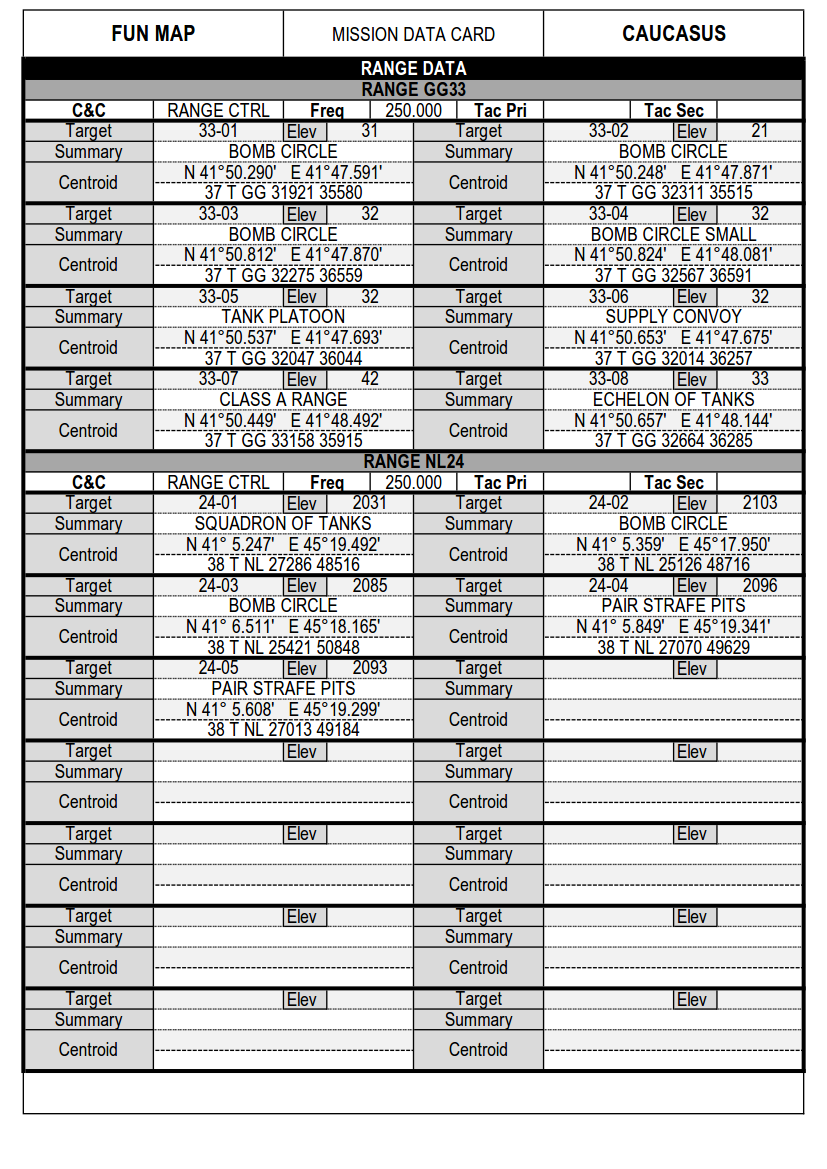 FUN MAP MISSION DATA CARD CAUCASUS
RANGE DATA
RANGE GG33
C&C RANGE CTRL Freq 250.000 Tac Pri Tac Sec
Target 33-01 Elev 31 Target 33-02 Elev 21
Summary BOMB CIRCLE Summary BOMB CIRCLE
Centroid N 41°50.290' E 41°47.591' Centroid N 41°50.248' E 41°47.871'
37 T GG 31921 35580 37 T GG 32311 35515
Target 33-03 Elev 32 Target 33-04 Elev 32
Summary BOMB CIRCLE Summary BOMB CIRCLE SMALL
Centroid N 41°50.812' E 41°47.870' Centroid N 41°50.824' E 41°48.081'
37 T GG 32275 36559 37 T GG 32567 36591
Target 33-05 Elev 32 Target 33-06 Elev 32
Summary TANK PLATOON Summary SUPPLY CONVOY
Centroid N 41°50.537' E 41°47.693' Centroid N 41°50.653' E 41°47.675'
37 T GG 32047 36044 37 T GG 32014 36257
Target 33-07 Elev 42 Target 33-08 Elev 33
Summary CLASS A RANGE Summary ECHELON OF TANKS
Centroid N 41°50.449' E 41°48.492' Centroid N 41°50.657' E 41°48.144'
37 T GG 33158 35915 37 T GG 32664 36285
RANGE NL24
C&C RANGE CTRL Freq 250.000 Tac Pri Tac Sec
Target 24-01 Elev 2031 Target 24-02 Elev 2103
Summary SQUADRON OF TANKS Summary BOMB CIRCLE
Centroid N 41° 5.247' E 45°19.492' Centroid N 41° 5.359' E 45°17.950'
38 T NL 27286 48516 38 T NL 25126 48716
Target 24-03 Elev 2085 Target 24-04 Elev 2096
Summary BOMB CIRCLE Summary PAIR STRAFE PITS
Centroid N 41° 6.511' E 45°18.165' Centroid N 41° 5.849' E 45°19.341'
38 T NL 25421 50848 38 T NL 27070 49629
Target 24-05 Elev 2093 Target Elev
Summary PAIR STRAFE PITS Summary
Centroid N 41° 5.608' E 45°19.299' Centroid
38 T NL 27013 49184
Target Elev Target Elev
Summary Summary
Centroid Centroid
Target Elev Target Elev
Summary Summary
Centroid Centroid
Target Elev Target Elev
Summary Summary
Centroid Centroid
Target Elev Target Elev
Summary Summary
Centroid Centroid